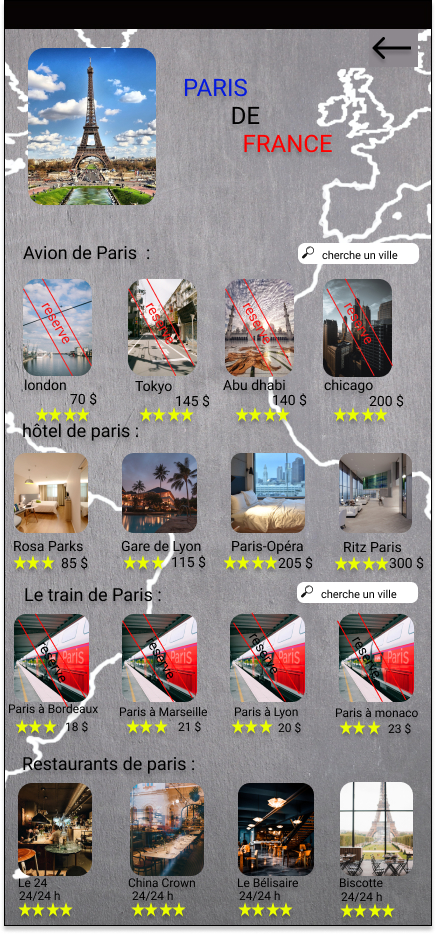 PARIS
DE
FRANCE
Avion de Paris :
cherche un ville
reserve
reserve
reserve
reserve
london
Tokyo
Abu dhabi
chicago
70 $
145 $
140 $
200 $
hôtel de paris :
Rosa Parks
Gare de Lyon
Paris-Opéra
Ritz Paris
85 $
115 $
205 $
300 $
Le train de Paris :
cherche un ville
reserve
Paris
reserve
Paris
reserve
Paris
reserve
Paris
Paris à Bordeaux
Paris à Marseille
Paris à Lyon
Paris à monaco
18 $
21 $
20 $
23 $
Restaurants de paris :
Le 24
China Crown
Le Bélisaire
Biscotte
24/24 h
24/24 h
24/24 h
24/24 h